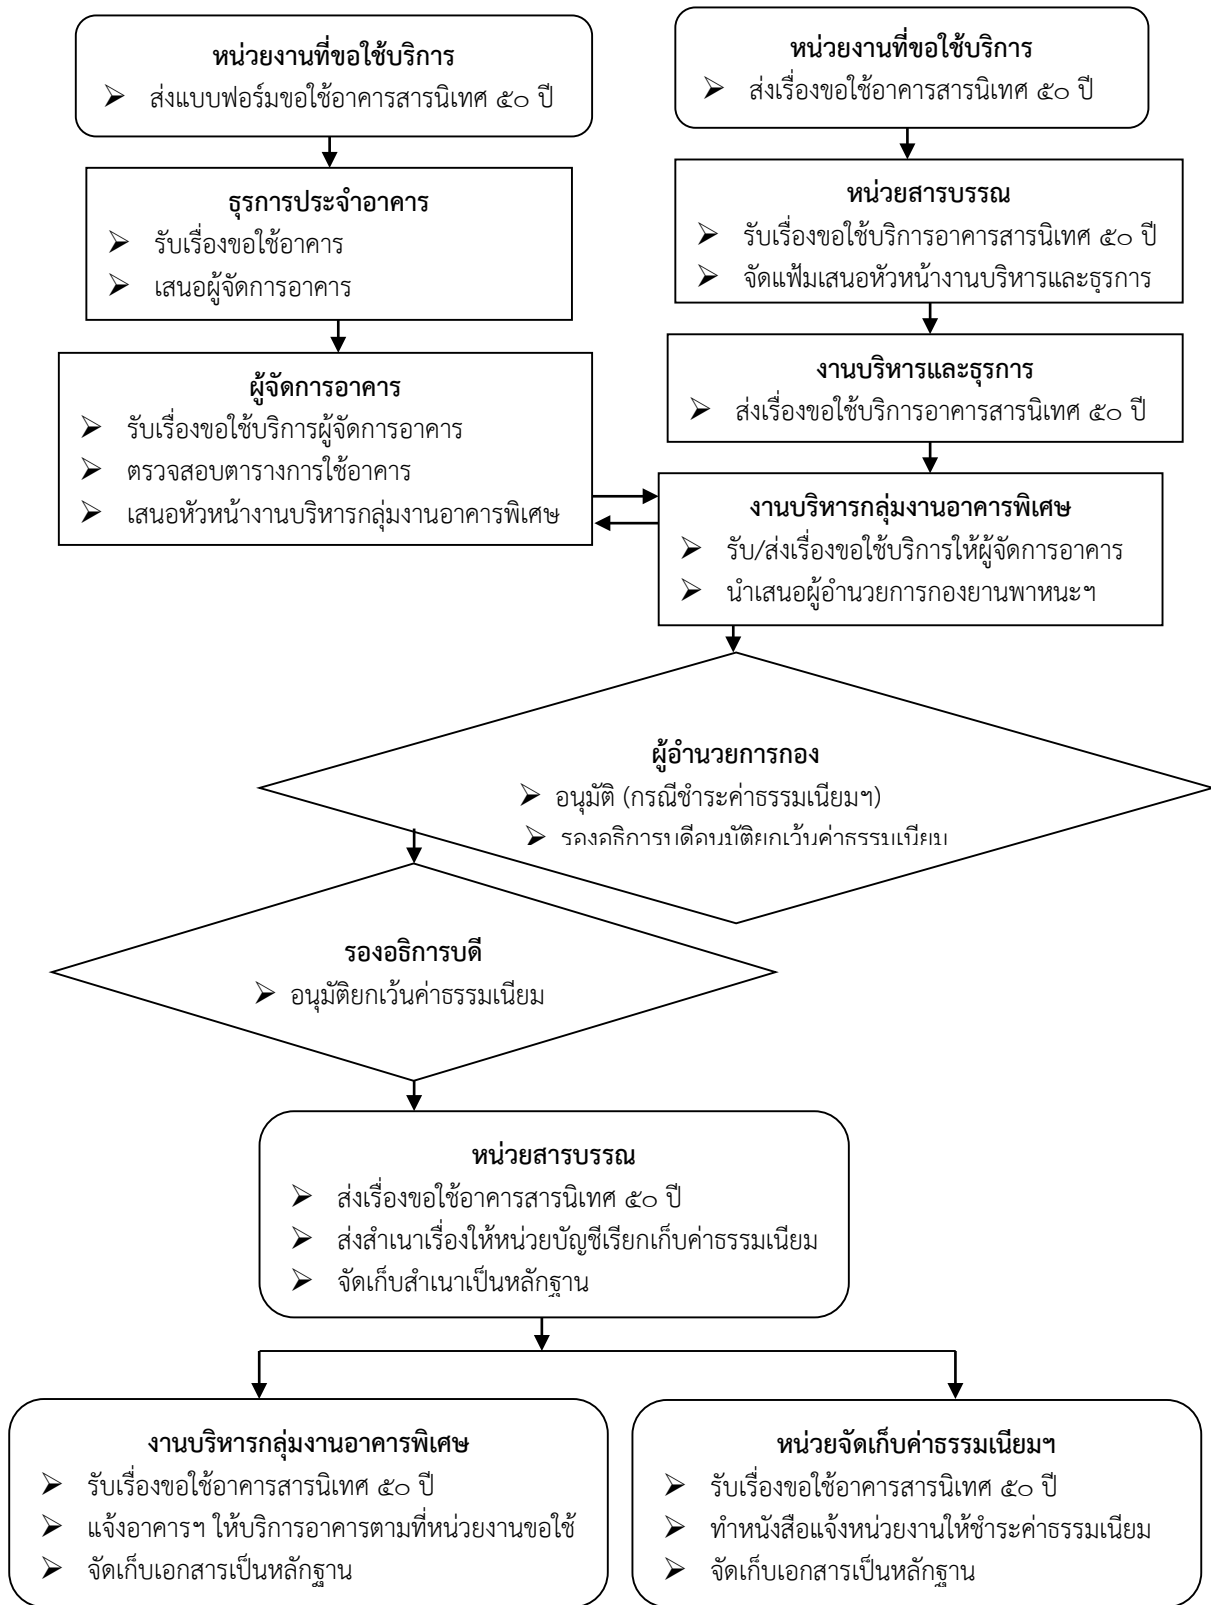 หน่วยงานที่ขอใช้บริการ
ส่งแบบฟอร์มขอใช้อาคารสารนิเทศ ๕๐ ปี
หน่วยงานที่ขอใช้บริการ
ส่งเรื่องขอใช้อาคารสารนิเทศ ๕๐ ปี
ธุรการประจำอาคาร
รับเรื่องขอใช้อาคาร
เสนอผู้จัดการอาคาร
หน่วยสารบรรณ
รับเรื่องขอใช้บริการอาคารสารนิเทศ ๕๐ ปี
จัดแฟ้มเสนอหัวหน้างานบริหารและธุรการ
ผู้จัดการอาคาร
รับเรื่องขอใช้บริการผู้จัดการอาคาร
ตรวจสอบตารางการใช้อาคาร
เสนอหัวหน้างานบริหารกลุ่มงานอาคารพิเศษ
งานบริหารและธุรการ
ส่งเรื่องขอใช้บริการอาคารสารนิเทศ ๕๐ ปี
งานบริหารกลุ่มงานอาคารพิเศษ
รับ/ส่งเรื่องขอใช้บริการให้ผู้จัดการอาคาร
นำเสนอผู้อำนวยการกองยานพาหนะฯ
ผู้อำนวยการกอง
อนุมัติ (กรณีชำระค่าธรรมเนียมฯ)
รองอธิการบดีอนุมัติยกเว้นค่าธรรมเนียม
รองอธิการบดี
อนุมัติยกเว้นค่าธรรมเนียม
หน่วยสารบรรณ
ส่งเรื่องขอใช้อาคารสารนิเทศ ๕๐ ปี
ส่งสำเนาเรื่องให้หน่วยบัญชีเรียกเก็บค่าธรรมเนียม
จัดเก็บสำเนาเป็นหลักฐาน
งานบริหารกลุ่มงานอาคารพิเศษ
รับเรื่องขอใช้อาคารสารนิเทศ ๕๐ ปี
แจ้งอาคารฯ ให้บริการอาคารตามที่หน่วยงานขอใช้
จัดเก็บเอกสารเป็นหลักฐาน
หน่วยจัดเก็บค่าธรรมเนียมฯ
รับเรื่องขอใช้อาคารสารนิเทศ ๕๐ ปี
ทำหนังสือแจ้งหน่วยงานให้ชำระค่าธรรมเนียม
จัดเก็บเอกสารเป็นหลักฐาน